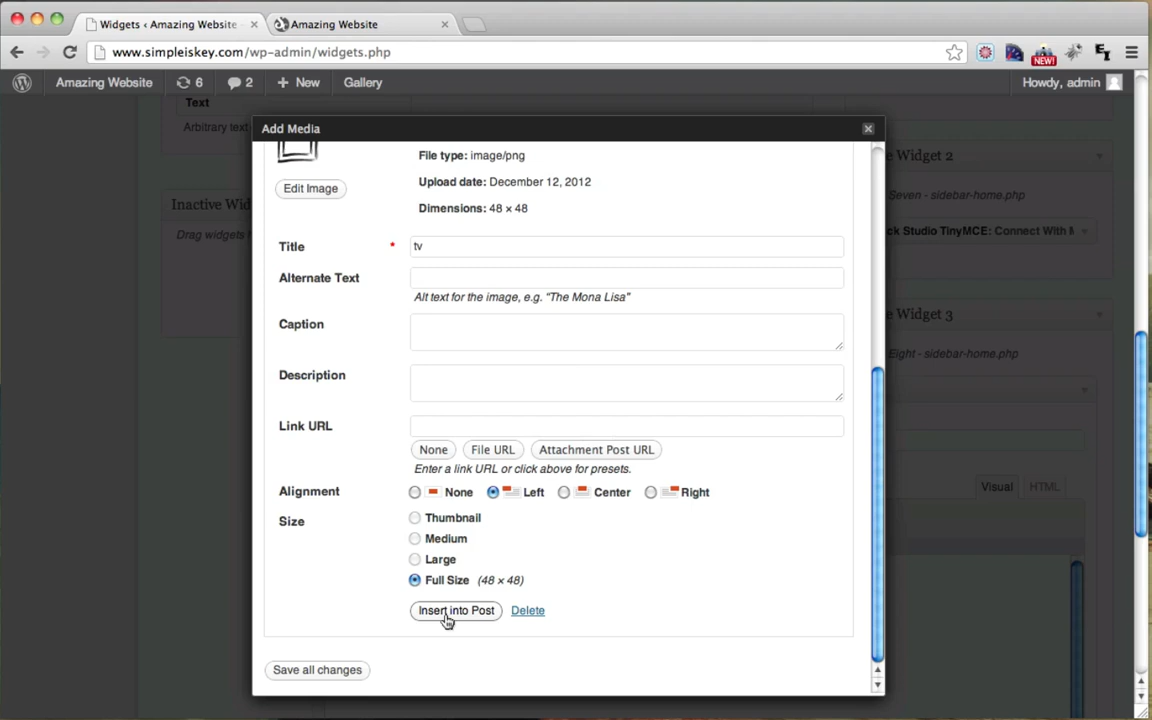 Widgets ‹ Amazing Website
Amazing Website
www.simpleiskey.com/wp-admin/widgets.php
NEW!
Amazing Website 6 2 + New Gallery Howdy, admin
Text
Arbitrary text
Add Media
File type: image/png
Upload date: December 12, 2012
Edit Image
Dimensions: 48 × 48
e Widget 2
Seven - sidebar-home.php
Inactive Wid
Drag widgets
ck Studio TinyMCE: Connect With
Title * tv
Alternate Text
Alt text for the image, e.g. "The Mona Lisa"
Caption
e Widget 3
Eight - sidebar-home.php
Description
Link URL
None File URL Attachment Post URL
Enter a link URL or click above for presets.
Visual HTML
Alignment None Left Center Right
Size Thumbnail
Medium
Large
Full Size (48 × 48)
Insert into Post Delete
Save all changes